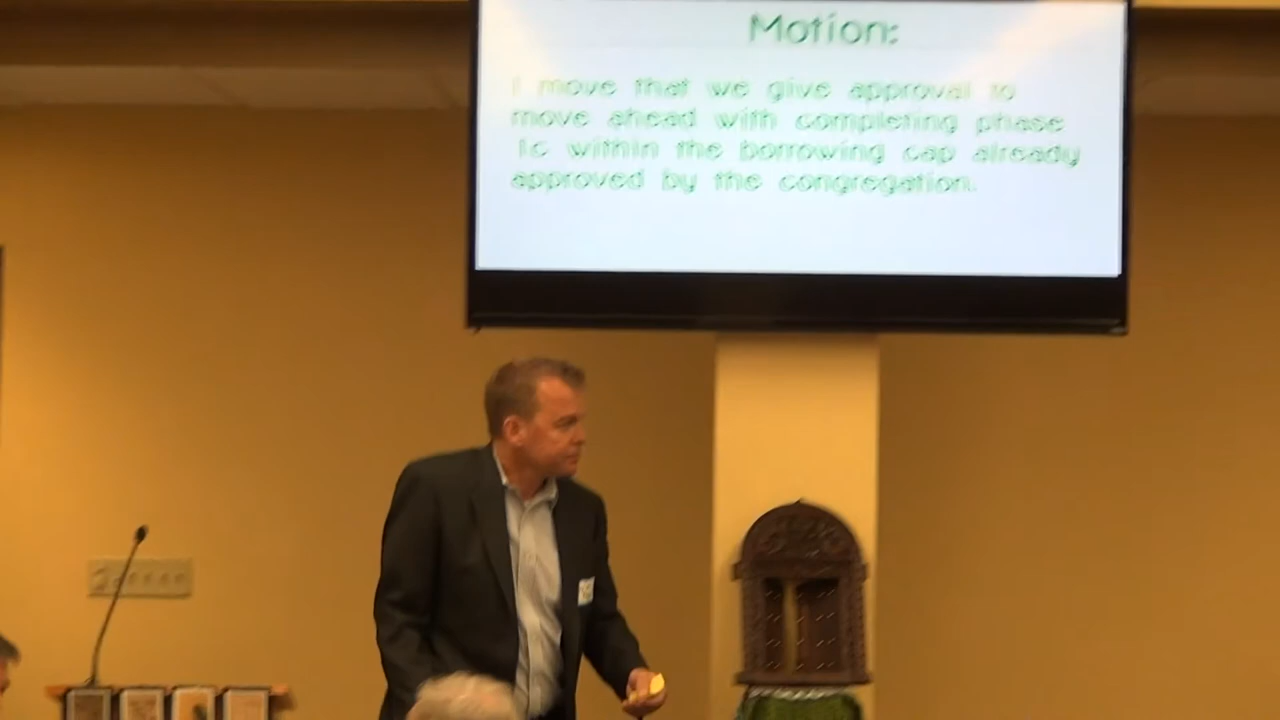 Motion:
I move that we give approval to
move ahead with completing phase
1c within the borrowing cap already
approved by the congregation.